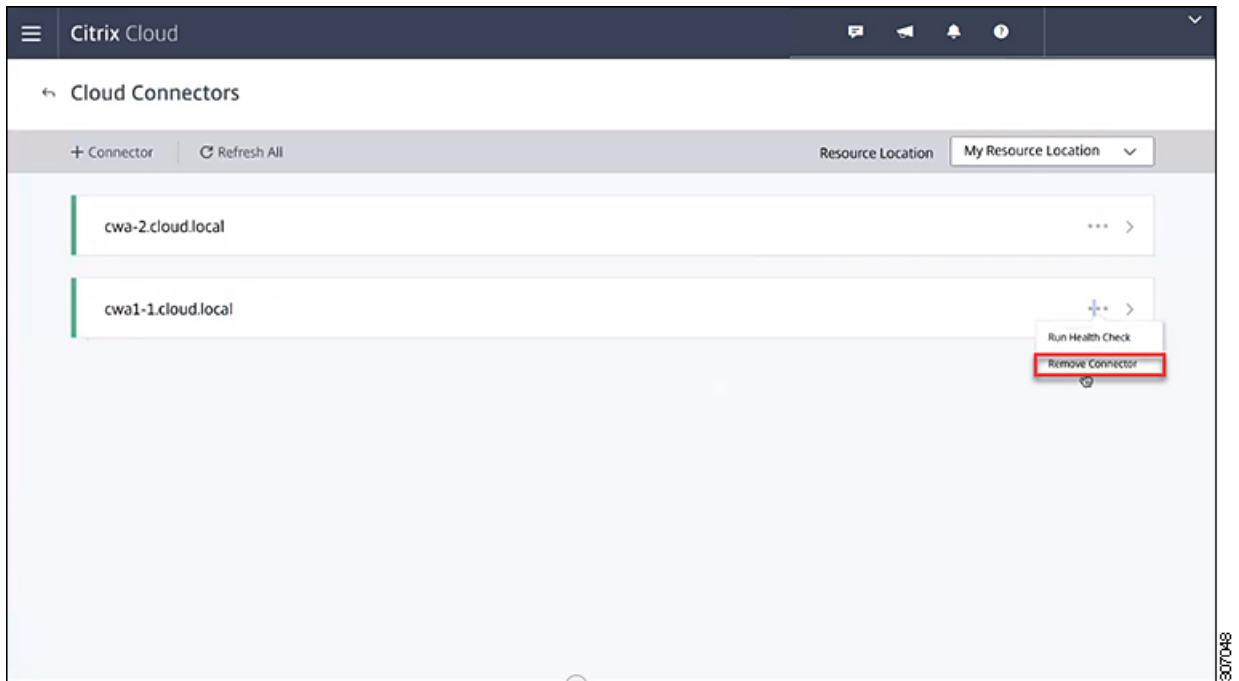 Citrix Cloud
Cloud Connectors
+ Connector
Refresh All
Resource Location
My Resource Location
cwa-2.cloud.local
cwa1-1.cloud.local
Run Health Check
Remove Connector
307048